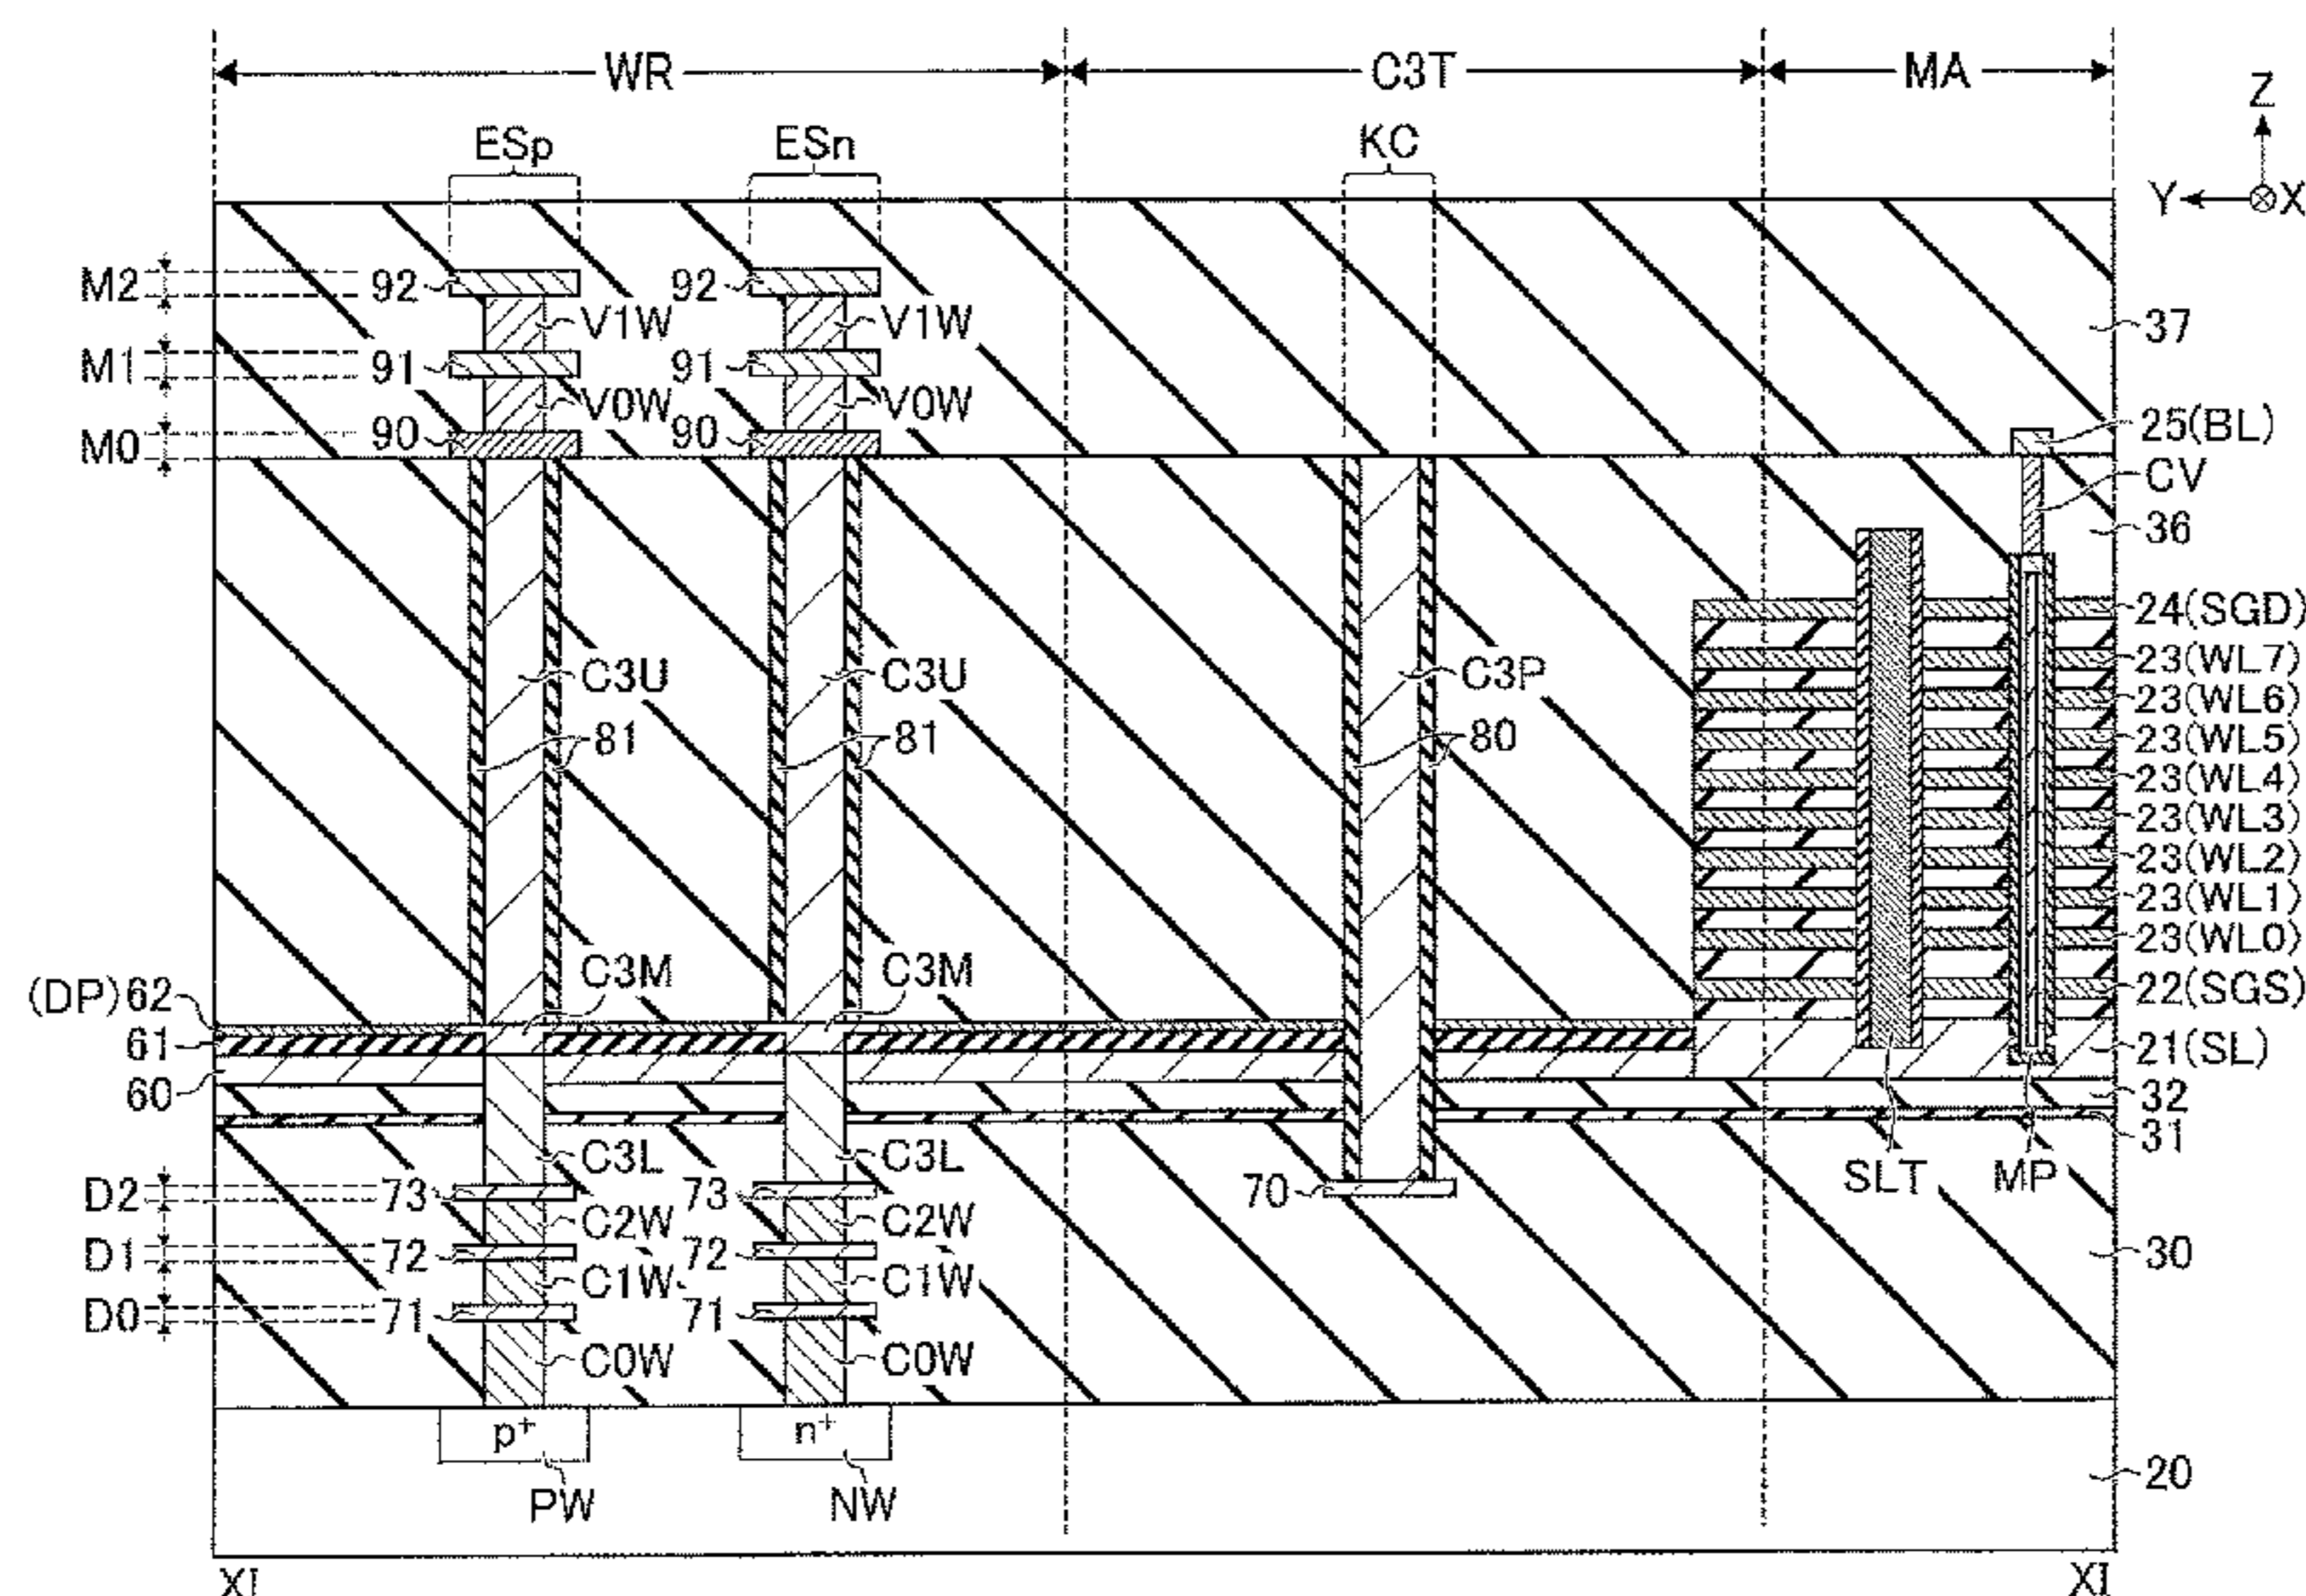 WR C3T MA
Z
ESp ESn KC
Y X
M2 92 92
V1W V1W 37
M1 91 91
V0W V0W
M0 90 90 25(BL)
CV
36
24(SGD)
C3U C3U C3P 23(WL7)
23(WL6)
81 81 80 23(WL5)
23(WL4)
23(WL3)
23(WL2)
23(WL1)
C3M C3M 23(WL0)
(DP)62 22(SGS)
61 21(SL)
60 32
31
C3L C3L SLT MP
D2 73 73 70
C2W C2W
D1 72 72 30
C1W C1W
D0 71 71
C0W C0W
p+ n+
20
PW NW
XI XI